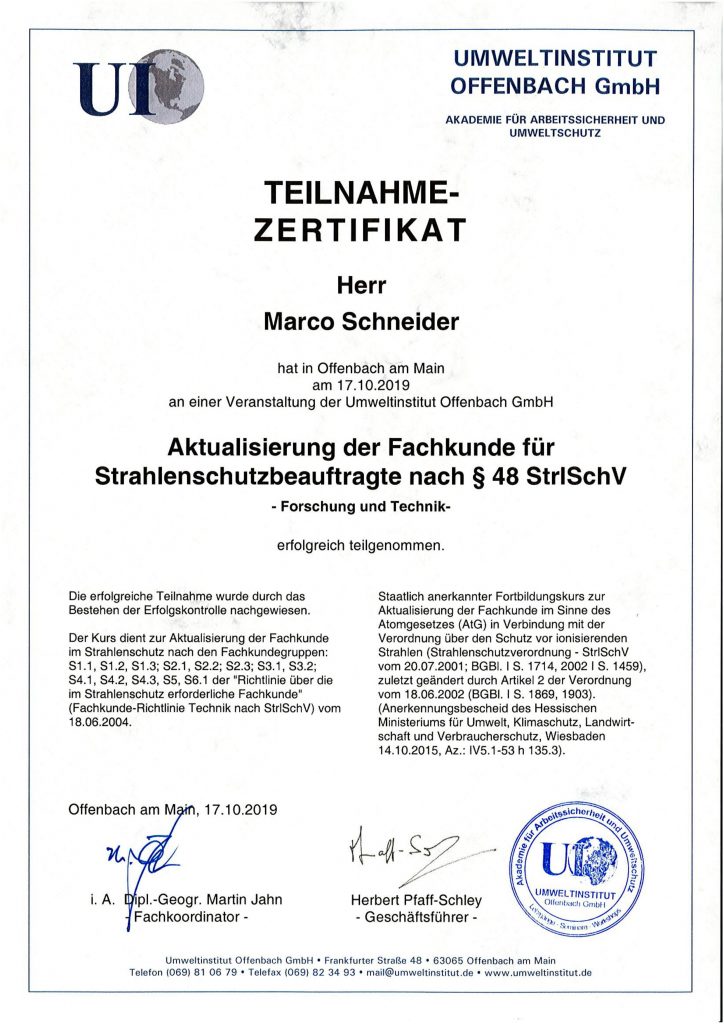 UI
UMWELTINSTITUT
OFFENBACH GmbH
AKADEMIE FÜR ARBEITSSICHERHEIT UND
UMWELTSCHUTZ
TEILNAHME-
ZERTIFIKAT
Herr
Marco Schneider
hat in Offenbach am Main
am 17.10.2019
an einer Veranstaltung der Umweltinstitut Offenbach GmbH
Aktualisierung der Fachkunde für
Strahlenschutzbeauftragte nach § 48 StrlSchV
- Forschung und Technik-
erfolgreich teilgenommen.
Die erfolgreiche Teilnahme wurde durch das
Bestehen der Erfolgskontrolle nachgewiesen.
Der Kurs dient zur Aktualisierung der Fachkunde
im Strahlenschutz nach den Fachkundegruppen:
S1.1, S1.2, S1.3; S2.1, S2.2; S2.3; S3.1, S3.2;
S4.1, S4.2, S4.3, S5, S6.1 der "Richtlinie über die
im Strahlenschutz erforderliche Fachkunde"
(Fachkunde-Richtlinie Technik nach StrlSchV) vom
18.06.2004.
Staatlich anerkannter Fortbildungskurs zur
Aktualisierung der Fachkunde im Sinne des
Atomgesetzes (AtG) in Verbindung mit der
Verordnung über den Schutz vor ionisierenden
Strahlen (Strahlenschutzverordnung - StrlSchV
vom 20.07.2001; BGBl. I S. 1714, 2002 I S. 1459),
zuletzt geändert durch Artikel 2 der Verordnung
vom 18.06.2002 (BGBl. I S. 1869, 1903).
(Anerkennungsbescheid des Hessischen
Ministeriums für Umwelt, Klimaschutz, Landwirt-
schaft und Verbraucherschutz, Wiesbaden
14.10.2015, Az.: IV5.1-53 h 135.3).
Offenbach am Main, 17.10.2019
i. A. Dipl.-Geogr. Martin Jahn
- Fachkoordinator -
Herbert Pfaff-Schley
- Geschäftsführer -
Akademie für Arbeitssicherheit und Umweltschutz
UI
UMWELTINSTITUT
Offenbach GmbH
Lehrgänge - Seminare - Workshops
Umweltinstitut Offenbach GmbH • Frankfurter Straße 48 • 63065 Offenbach am Main
Telefon (069) 81 06 79 • Telefax (069) 82 34 93 • mail@umweltinstitut.de • www.umweltinstitut.de